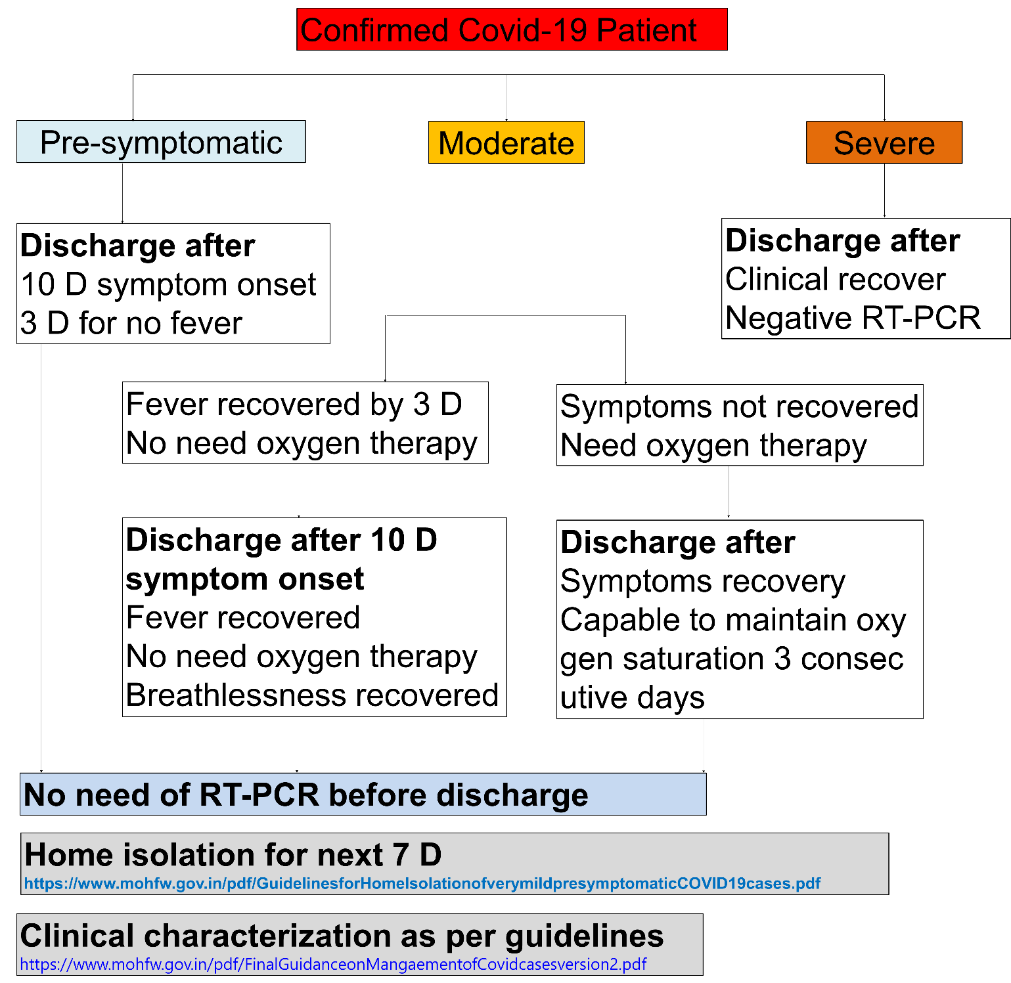 Confirmed Covid-19 Patient
Pre-symptomatic
Moderate
Severe
Discharge after
10 D symptom onset
3 D for no fever
Discharge after
Clinical recover
Negative RT-PCR
Fever recovered by 3 D
No need oxygen therapy
Symptoms not recovered
Need oxygen therapy
Discharge after 10 D
symptom onset
Fever recovered
No need oxygen therapy
Breathlessness recovered
Discharge after
Symptoms recovery
Capable to maintain oxy
gen saturation 3 consec
utive days
No need of RT-PCR before discharge
Home isolation for next 7 D
https://www.mohfw.gov.in/pdf/GuidelinesforHomeIsolationofverymildpresymptomaticCOVID19cases.pdf
Clinical characterization as per guidelines
https://www.mohfw.gov.in/pdf/FinalGuidanceonMangaementofCovidcasesversion2.pdf